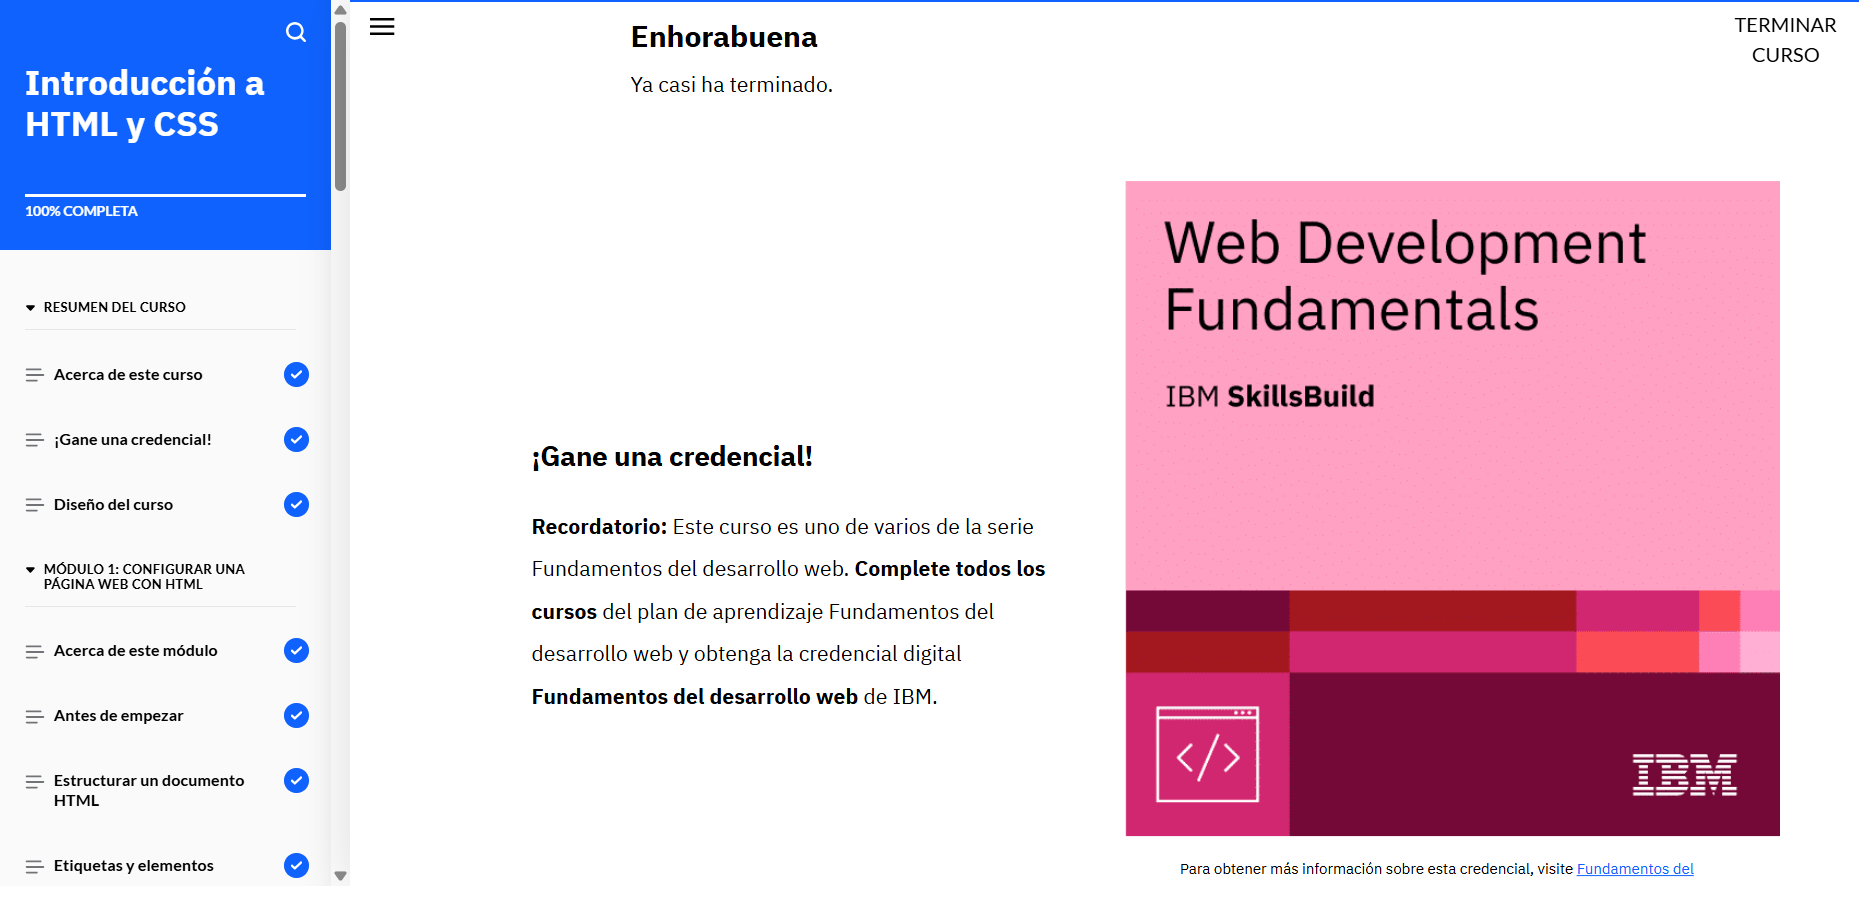 Introducción a
HTML y CSS
100% COMPLETA
RESUMEN DEL CURSO
Acerca de este curso
¡Gane una credencial!
Diseño del curso
MÓDULO 1: CONFIGURAR UNA
PÁGINA WEB CON HTML
Acerca de este módulo
Antes de empezar
Estructurar un documento
HTML
Etiquetas y elementos
Enhorabuena
Ya casi ha terminado.
TERMINAR
CURSO
¡Gane una credencial!
Recordatorio: Este curso es uno de varios de la serie
Fundamentos del desarrollo web. Complete todos los
cursos del plan de aprendizaje Fundamentos del
desarrollo web y obtenga la credencial digital
Fundamentos del desarrollo web de IBM.
Web Development
Fundamentals
IBM SkillsBuild
</>
IBM
Para obtener más información sobre esta credencial, visite Fundamentos del